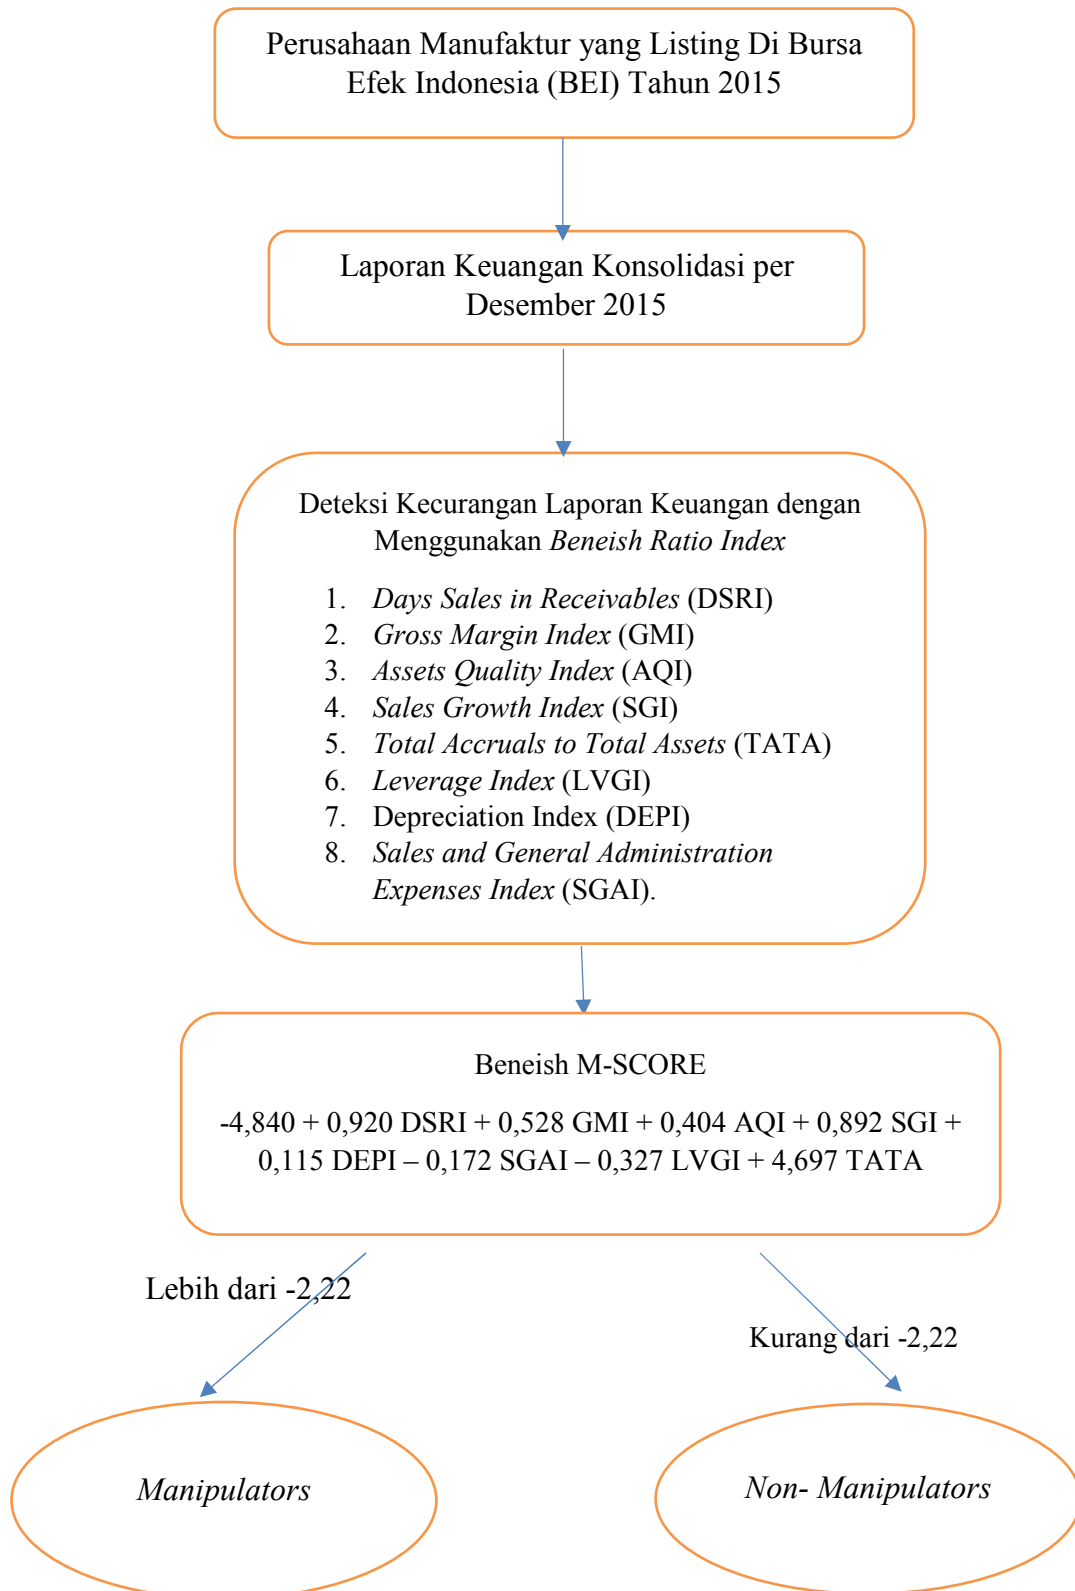 Perusahaan Manufaktur yang Listing Di Bursa
Efek Indonesia (BEI) Tahun 2015
Laporan Keuangan Konsolidasi per
Desember 2015
Deteksi Kecurangan Laporan Keuangan dengan
Menggunakan Beneish Ratio Index
1. Days Sales in Receivables (DSRI)
2. Gross Margin Index (GMI)
3. Assets Quality Index (AQI)
4. Sales Growth Index (SGI)
5. Total Accruals to Total Assets (TATA)
6. Leverage Index (LVGI)
7. Depreciation Index (DEPI)
8. Sales and General Administration
Expenses Index (SGAI).
Beneish M-SCORE
-4,840 + 0,920 DSRI + 0,528 GMI + 0,404 AQI + 0,892 SGI +
0,115 DEPI – 0,172 SGAI – 0,327 LVGI + 4,697 TATA
Lebih dari -2,22
Kurang dari -2,22
Manipulators
Non- Manipulators